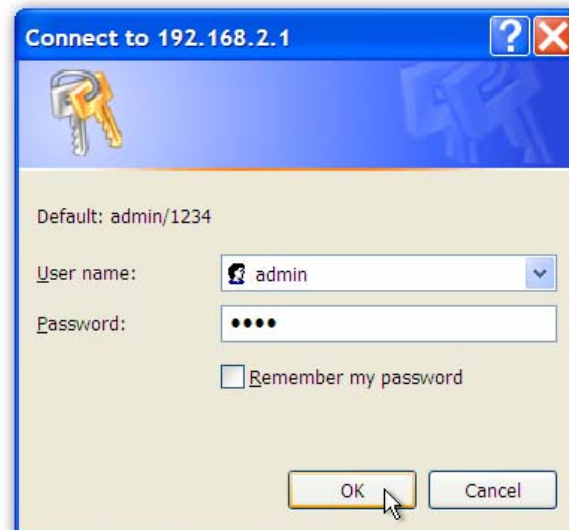 Connect to 192.168.2.1
Default: admin/1234
User name: admin
Password: ••••
Remember my password
OK Cancel